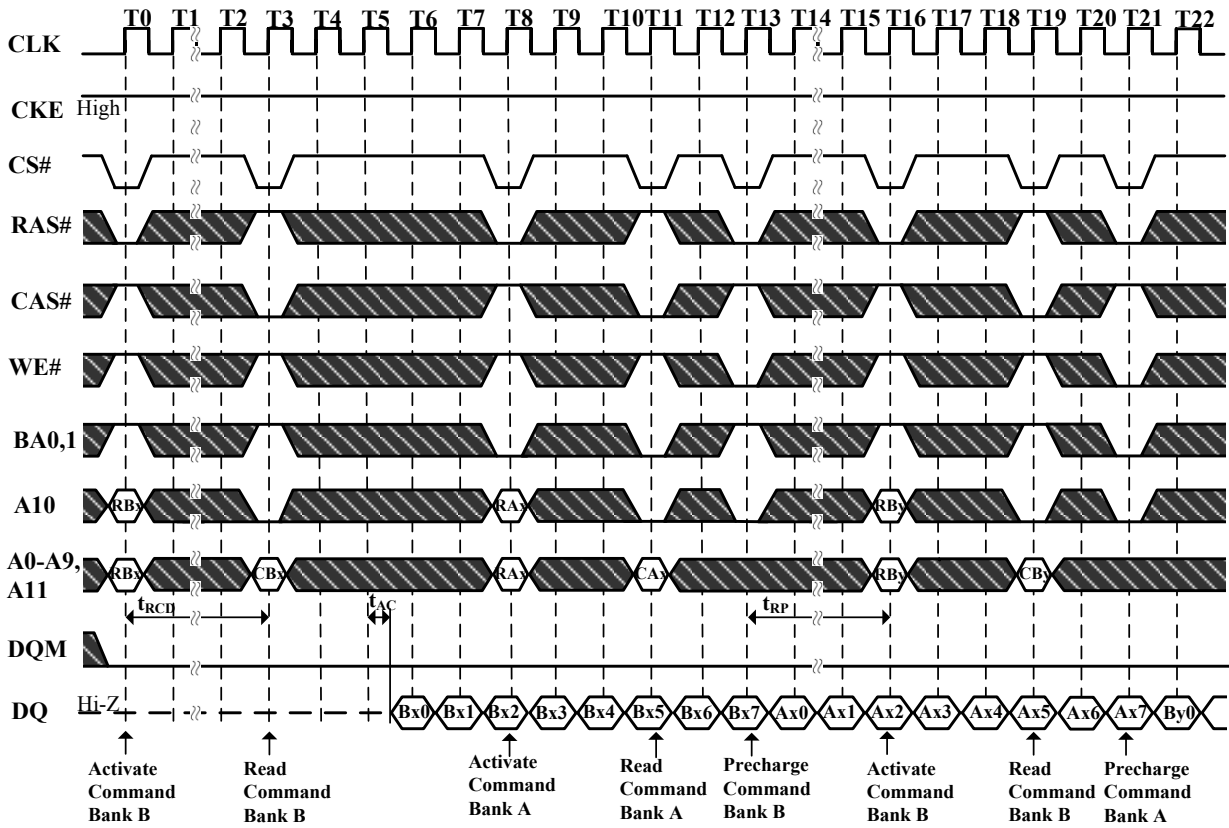 T0 T1 T2 T3 T4 T5 T6 T7 T8 T9 T10 T11 T12 T13 T14 T15 T16 T17 T18 T19 T20 T21 T22
CLK
CKE High
CS#
RAS#
CAS#
WE#
BA0,1
A10 RBx RAx RBy
A0-A9,
A11 RBx CBx RAx CAx RBy CBy
tRCD tAC tRP
DQM
DQ Hi-Z Bx0 Bx1 Bx2 Bx3 Bx4 Bx5 Bx6 Bx7 Ax0 Ax1 Ax2 Ax3 Ax4 Ax5 Ax6 Ax7 By0
Activate
Command
Bank B
Read
Command
Bank B
Activate
Command
Bank A
Read
Command
Bank A
Precharge
Command
Bank B
Activate
Command
Bank B
Read
Command
Bank B
Precharge
Command
Bank A